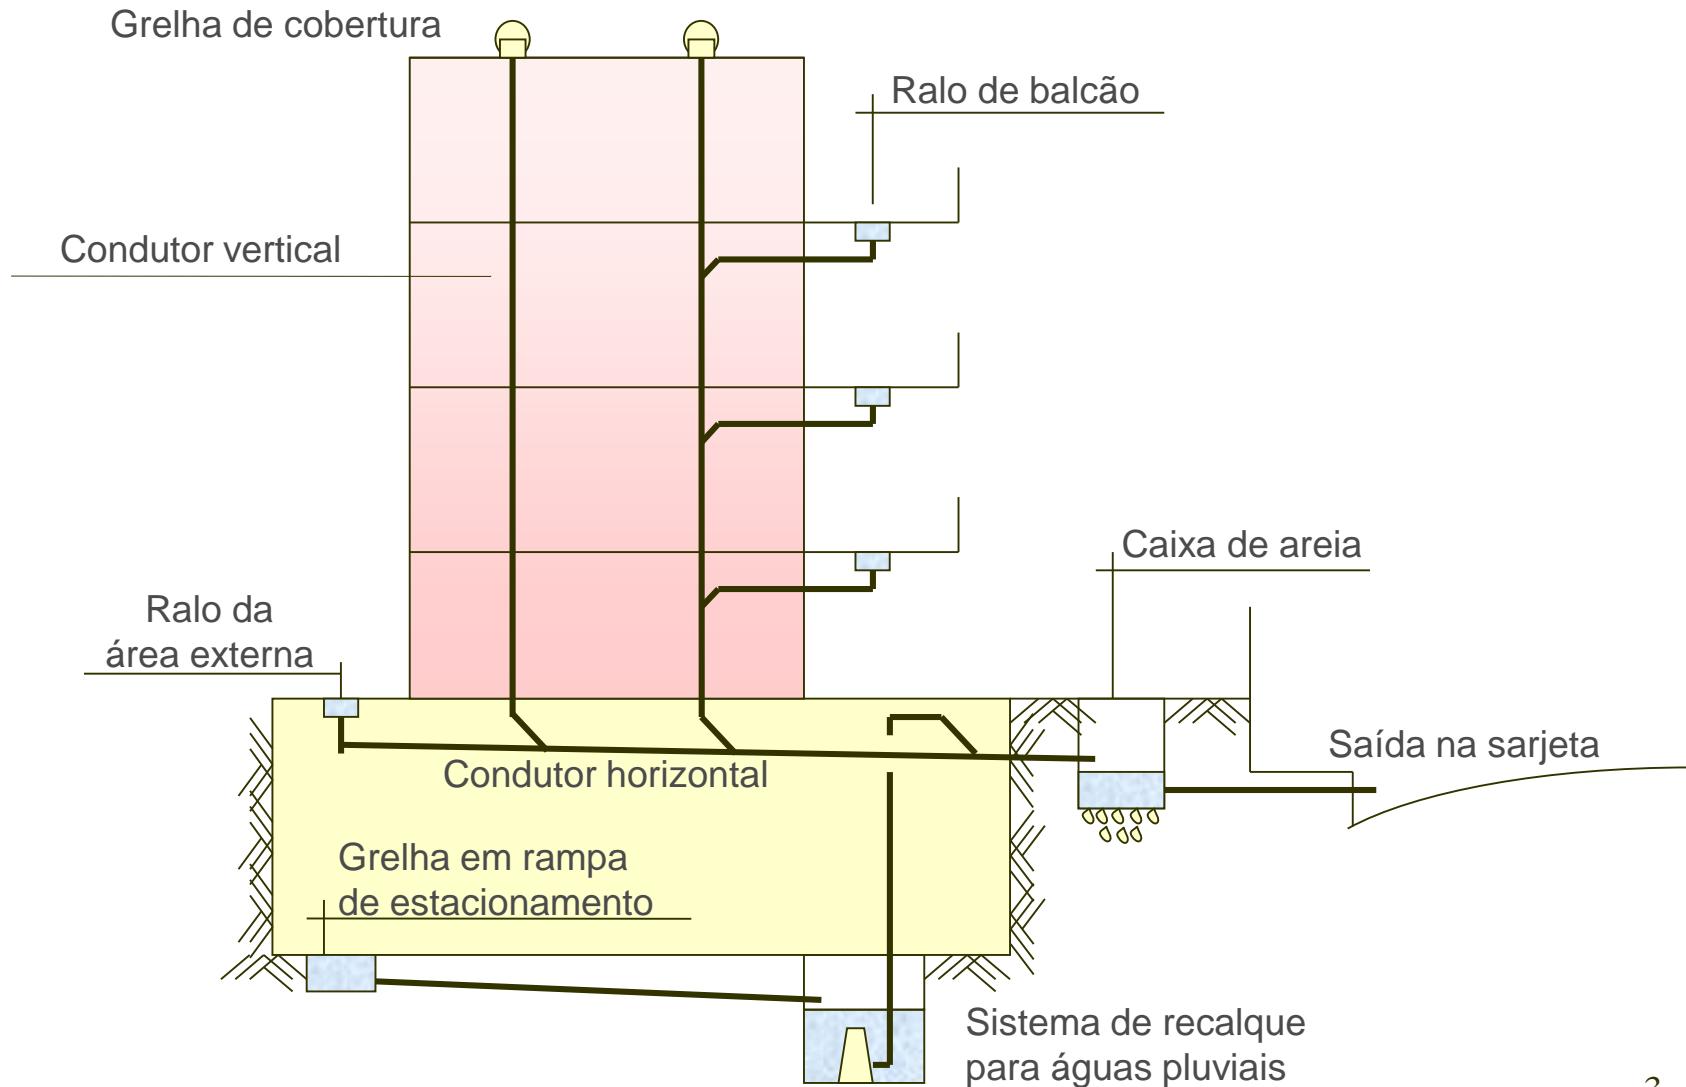 Grelha de cobertura
Ralo de balcão
Condutor vertical
Caixa de areia
Ralo da
área externa
Saída na sarjeta
Condutor horizontal
Grelha em rampa
de estacionamento
Sistema de recalque
para águas pluviais